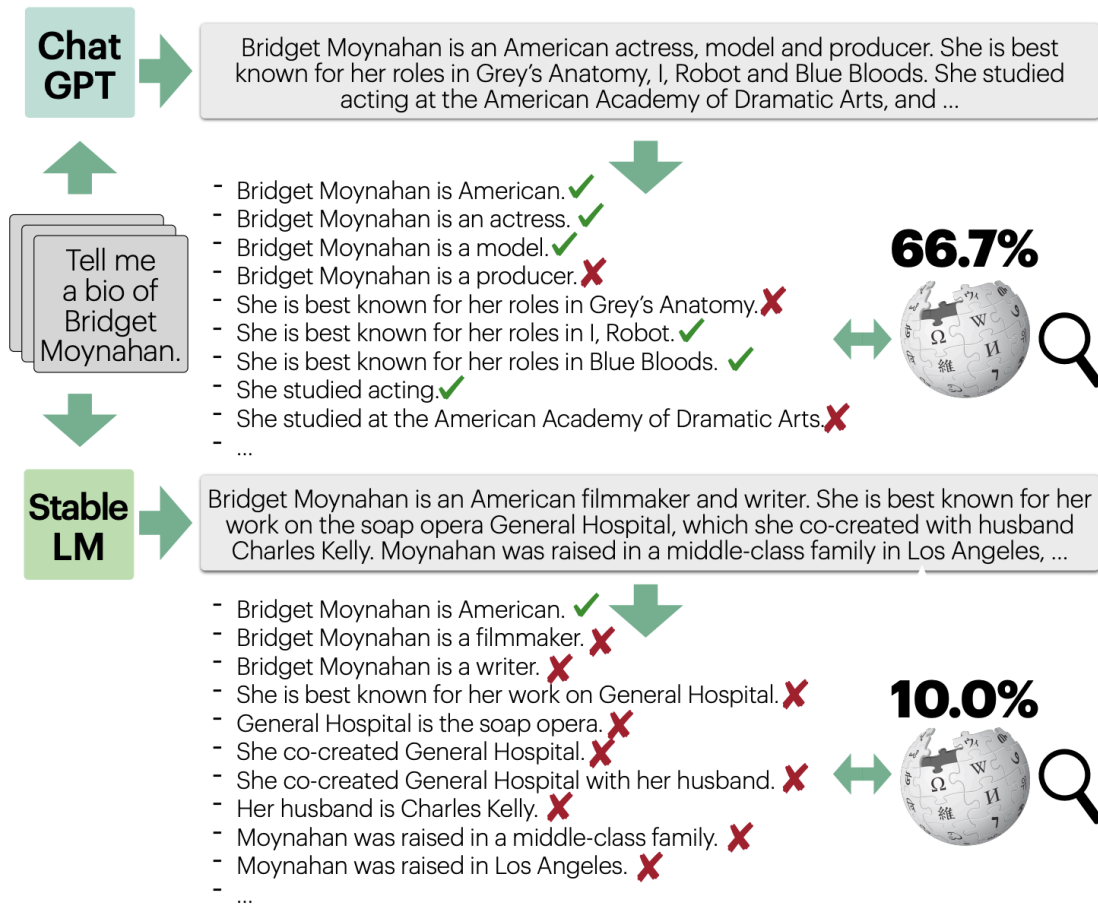 Chat
GPT
Bridget Moynahan is an American actress, model and producer. She is best
known for her roles in Grey's Anatomy, I, Robot and Blue Bloods. She studied
acting at the American Academy of Dramatic Arts, and ...
Tell me
a bio of
Bridget
Moynahan.
- Bridget Moynahan is American. ✓
- Bridget Moynahan is an actress. ✓
- Bridget Moynahan is a model. ✓
- Bridget Moynahan is a producer. ✘
- She is best known for her roles in Grey's Anatomy. ✘
- She is best known for her roles in I, Robot. ✓
- She is best known for her roles in Blue Bloods. ✓
- She studied acting. ✓
- She studied at the American Academy of Dramatic Arts. ✘
- ...
66.7%
Ω W И 維
Stable
LM
Bridget Moynahan is an American filmmaker and writer. She is best known for her
work on the soap opera General Hospital, which she co-created with husband
Charles Kelly. Moynahan was raised in a middle-class family in Los Angeles, ...
- Bridget Moynahan is American. ✓
- Bridget Moynahan is a filmmaker. ✘
- Bridget Moynahan is a writer. ✘
- She is best known for her work on General Hospital. ✘
- General Hospital is the soap opera. ✘
- She co-created General Hospital. ✘
- She co-created General Hospital with her husband. ✘
- Her husband is Charles Kelly. ✘
- Moynahan was raised in a middle-class family. ✘
- Moynahan was raised in Los Angeles. ✘
- ...
10.0%
Ω W И 維